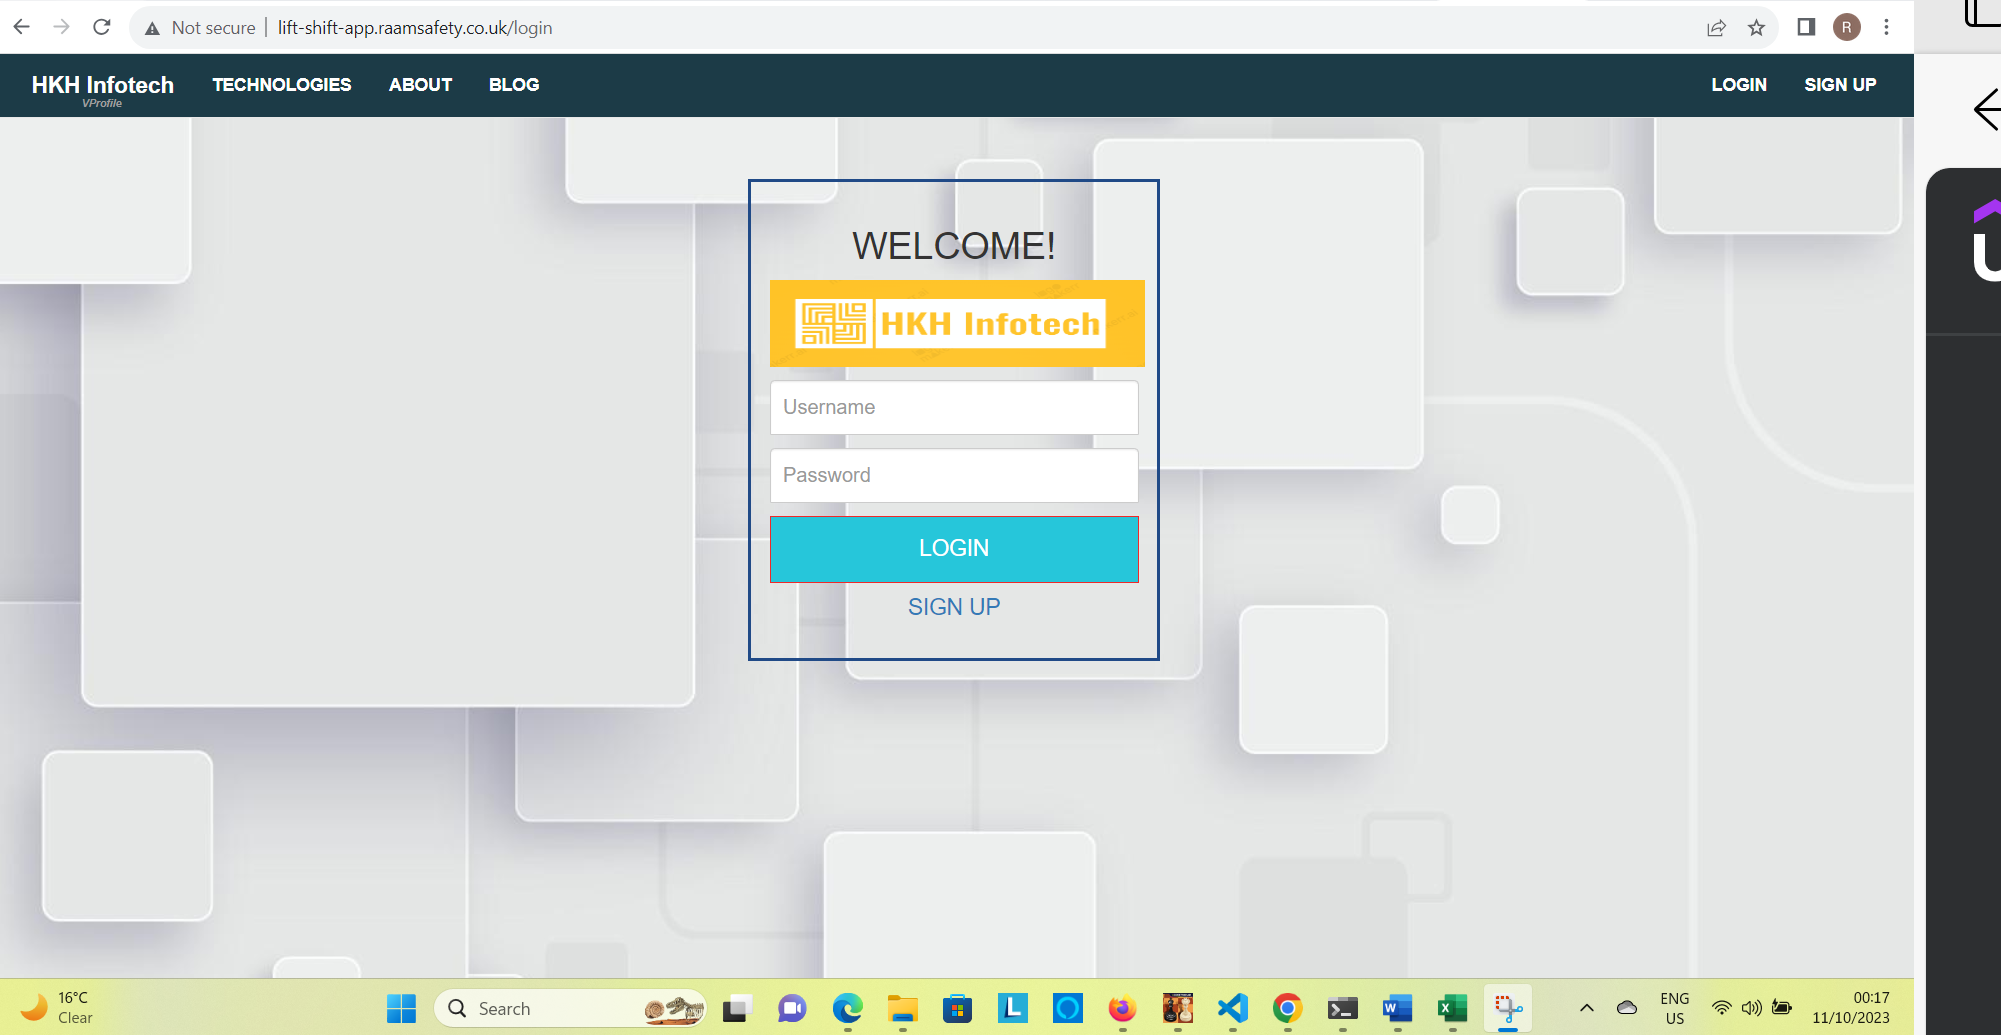 Not secure | lift-shift-app.raamsafety.co.uk/login
R
HKH Infotech
VProfile
TECHNOLOGIES
ABOUT
BLOG
LOGIN
SIGN UP
WELCOME!
HKH Infotech
Username
Password
LOGIN
SIGN UP
16°C
Clear
Search
L
W
X
ENG
US
00:17
11/10/2023